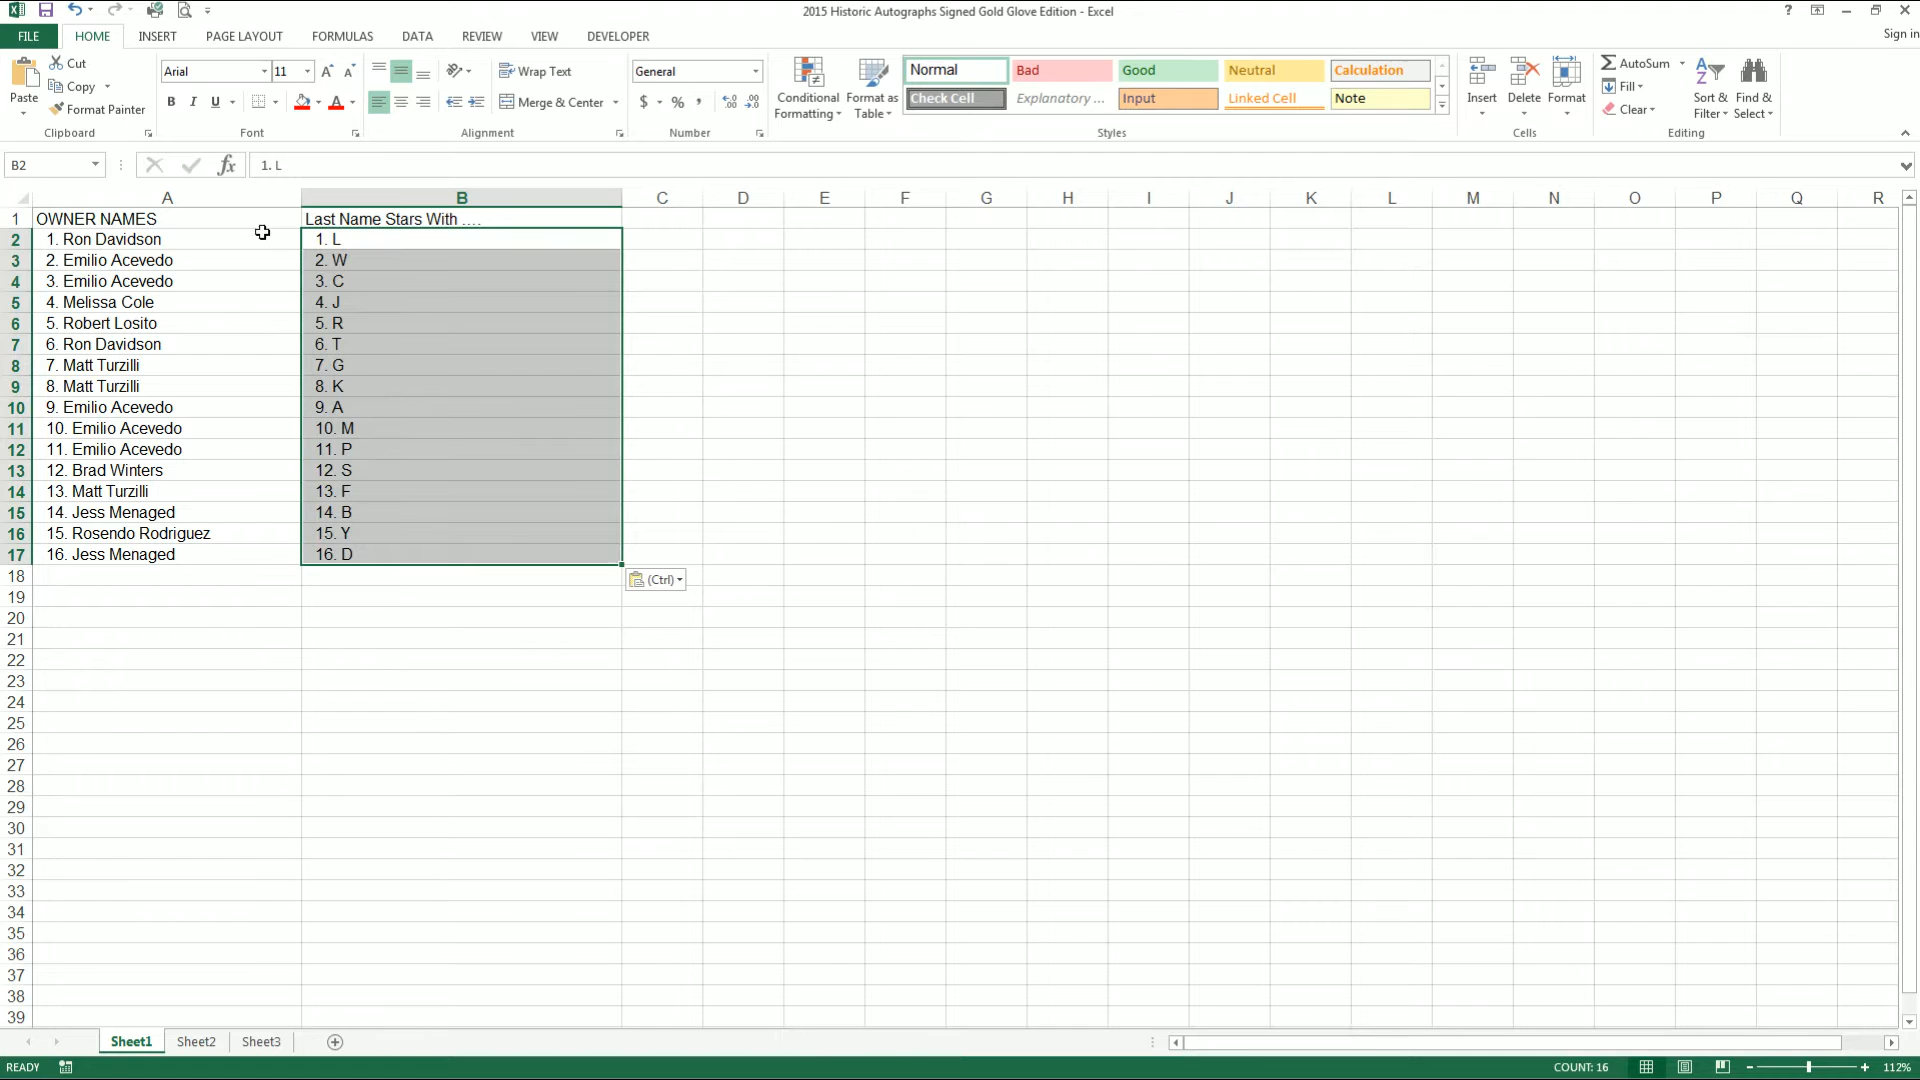 2015 Historic Autographs Signed Gold Glove Edition - Excel
?
Sign in
FILE HOME INSERT PAGE LAYOUT FORMULAS DATA REVIEW VIEW DEVELOPER
Paste
Cut
Copy
Format Painter
Clipboard
Arial 11
B I U
Font
Wrap Text
Merge & Center
Alignment
General
$ % ,
Number
Conditional Formatting
Format as Table
Normal Bad Good Neutral Calculation
Check Cell Explanatory ... Input Linked Cell Note
Styles
Insert Delete Format
Cells
AutoSum
Fill
Clear
Sort & Filter
Find & Select
Editing
B2 fx 1. L
A B C D E F G H I J K L M N O P Q R
1 OWNER NAMES Last Name Stars With ....
2 1. Ron Davidson 1. L
3 2. Emilio Acevedo 2. W
4 3. Emilio Acevedo 3. C
5 4. Melissa Cole 4. J
6 5. Robert Losito 5. R
7 6. Ron Davidson 6. T
8 7. Matt Turzilli 7. G
9 8. Matt Turzilli 8. K
10 9. Emilio Acevedo 9. A
11 10. Emilio Acevedo 10. M
12 11. Emilio Acevedo 11. P
13 12. Brad Winters 12. S
14 13. Matt Turzilli 13. F
15 14. Jess Menaged 14. B
16 15. Rosendo Rodriguez 15. Y
17 16. Jess Menaged 16. D
18 (Ctrl)
19
20
21
22
23
24
25
26
27
28
29
30
31
32
33
34
35
36
37
38
39
Sheet1 Sheet2 Sheet3
READY COUNT: 16 112%